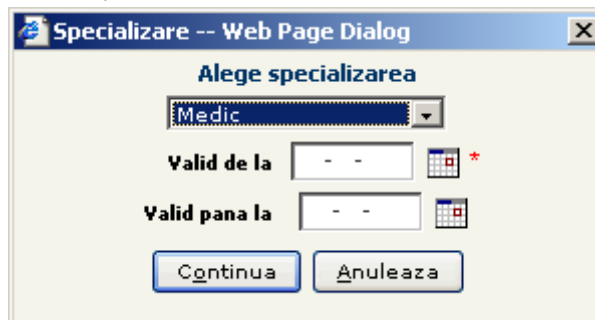 Specializare -- Web Page Dialog
Alege specializarea
Medic
Valid de la - - *
Valid pana la - -
Continua Anuleaza